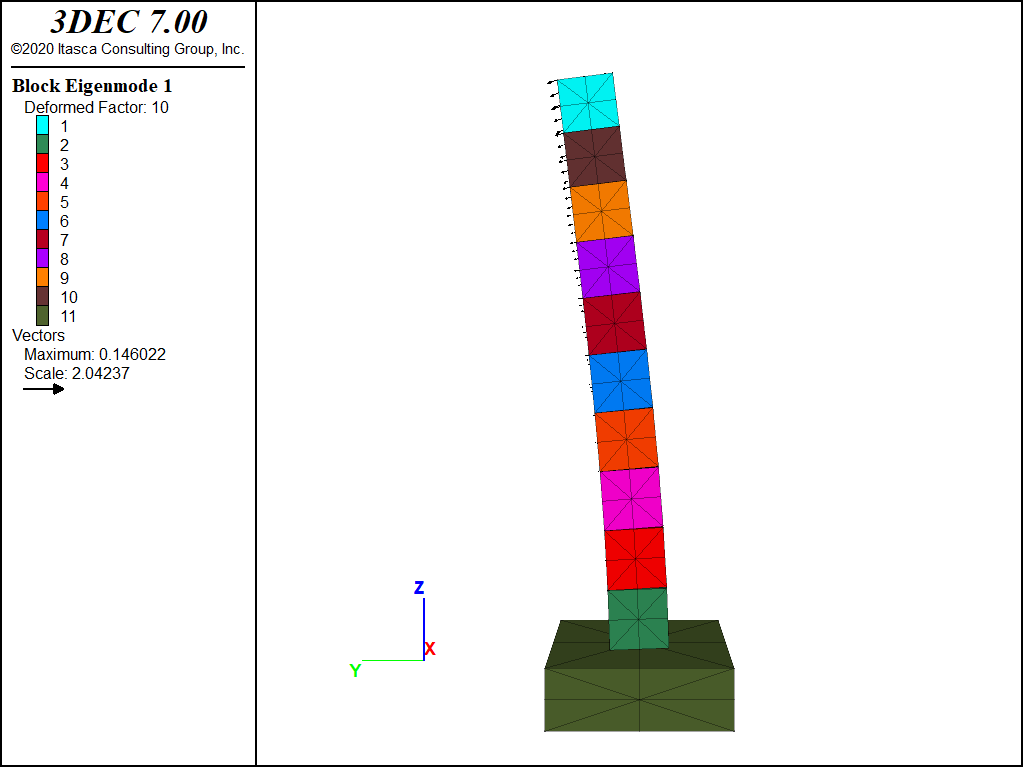 3DEC 7.00
©2020 Itasca Consulting Group, Inc.
Block Eigenmode 1
Deformed Factor: 10
1
2
3
4
5
6
7
8
9
10
11
Vectors
Maximum: 0.146022
Scale: 2.04237
Z
X
Y